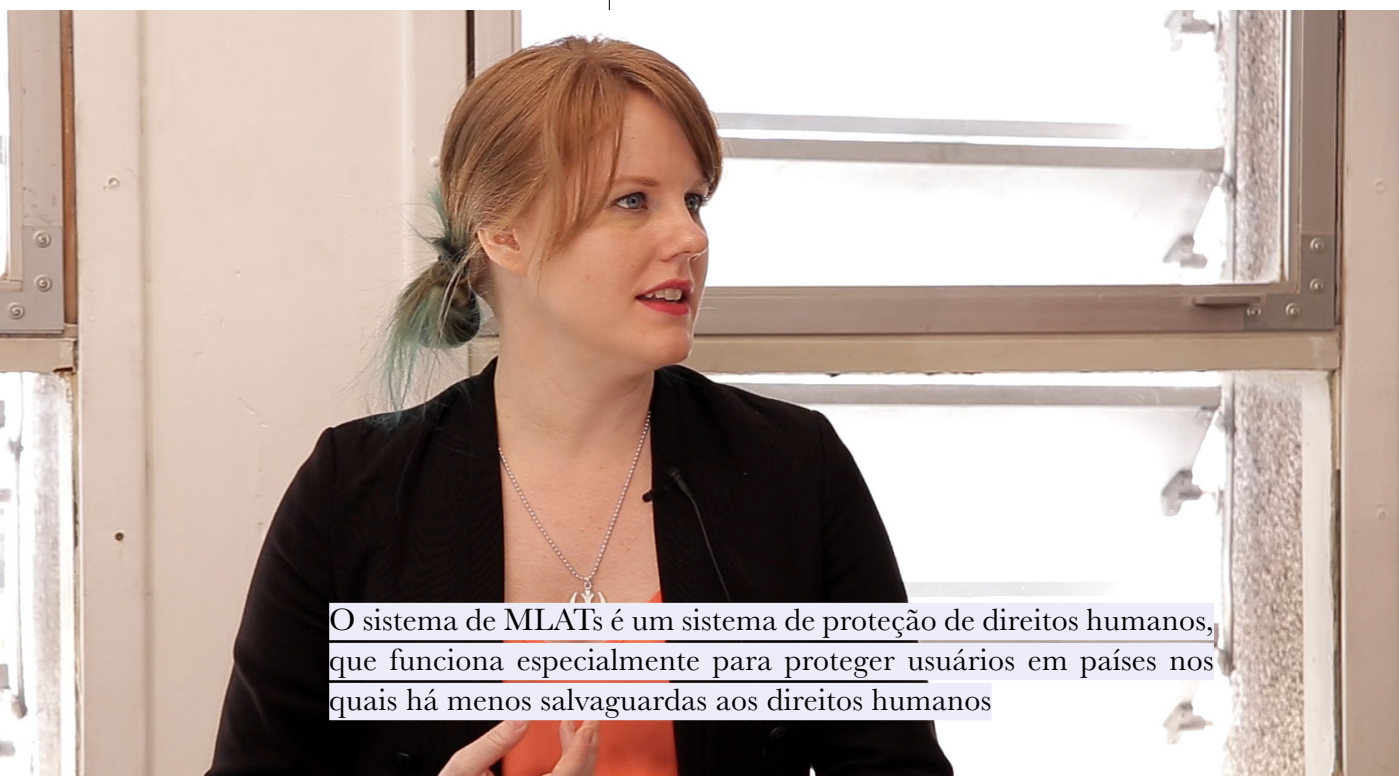 O sistema de MLATs é um sistema de proteção de direitos humanos,
que funciona especialmente para proteger usuários em países nos
quais há menos salvaguardas aos direitos humanos